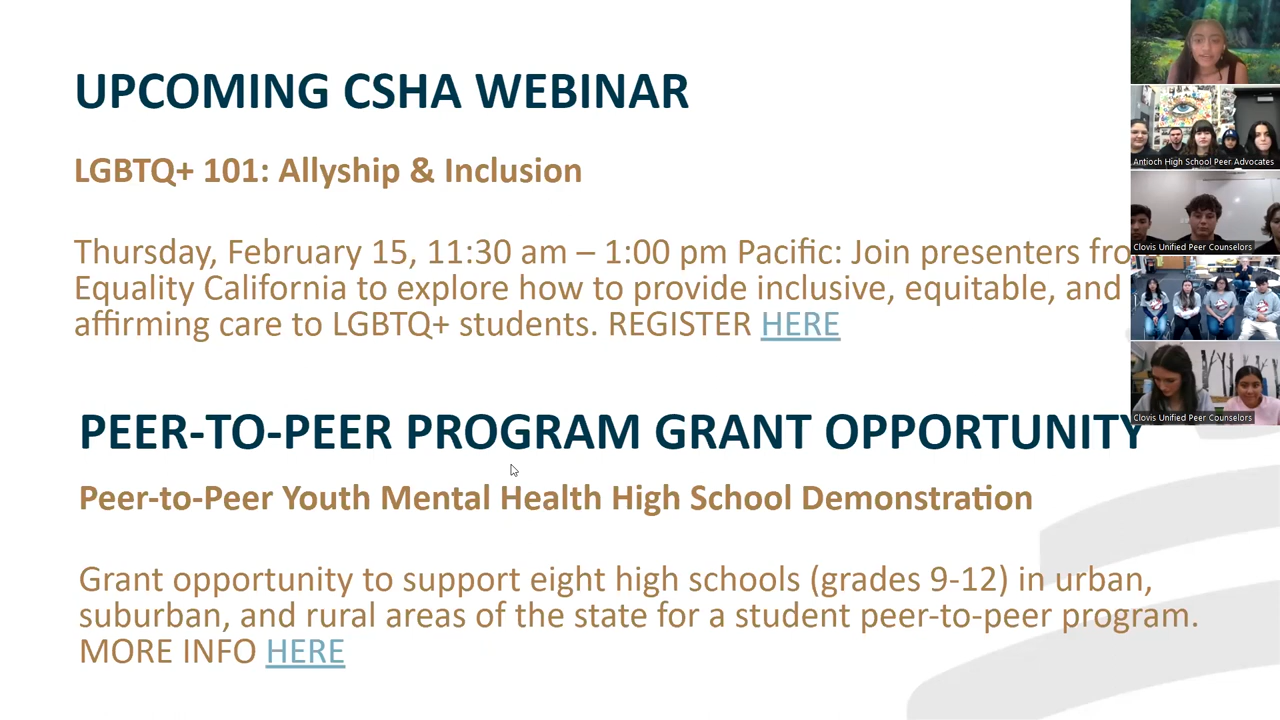 UPCOMING CSHA WEBINAR
LGBTQ+ 101: Allyship & Inclusion
Thursday, February 15, 11:30 am – 1:00 pm Pacific: Join presenters fro
Equality California to explore how to provide inclusive, equitable, and
affirming care to LGBTQ+ students. REGISTER HERE
PEER-TO-PEER PROGRAM GRANT OPPORTUNITY
Peer-to-Peer Youth Mental Health High School Demonstration
Grant opportunity to support eight high schools (grades 9-12) in urban,
suburban, and rural areas of the state for a student peer-to-peer program.
MORE INFO HERE
Antioch High School Peer Advocates
Clovis Unified Peer Counselors
Clovis Unified Peer Counselors